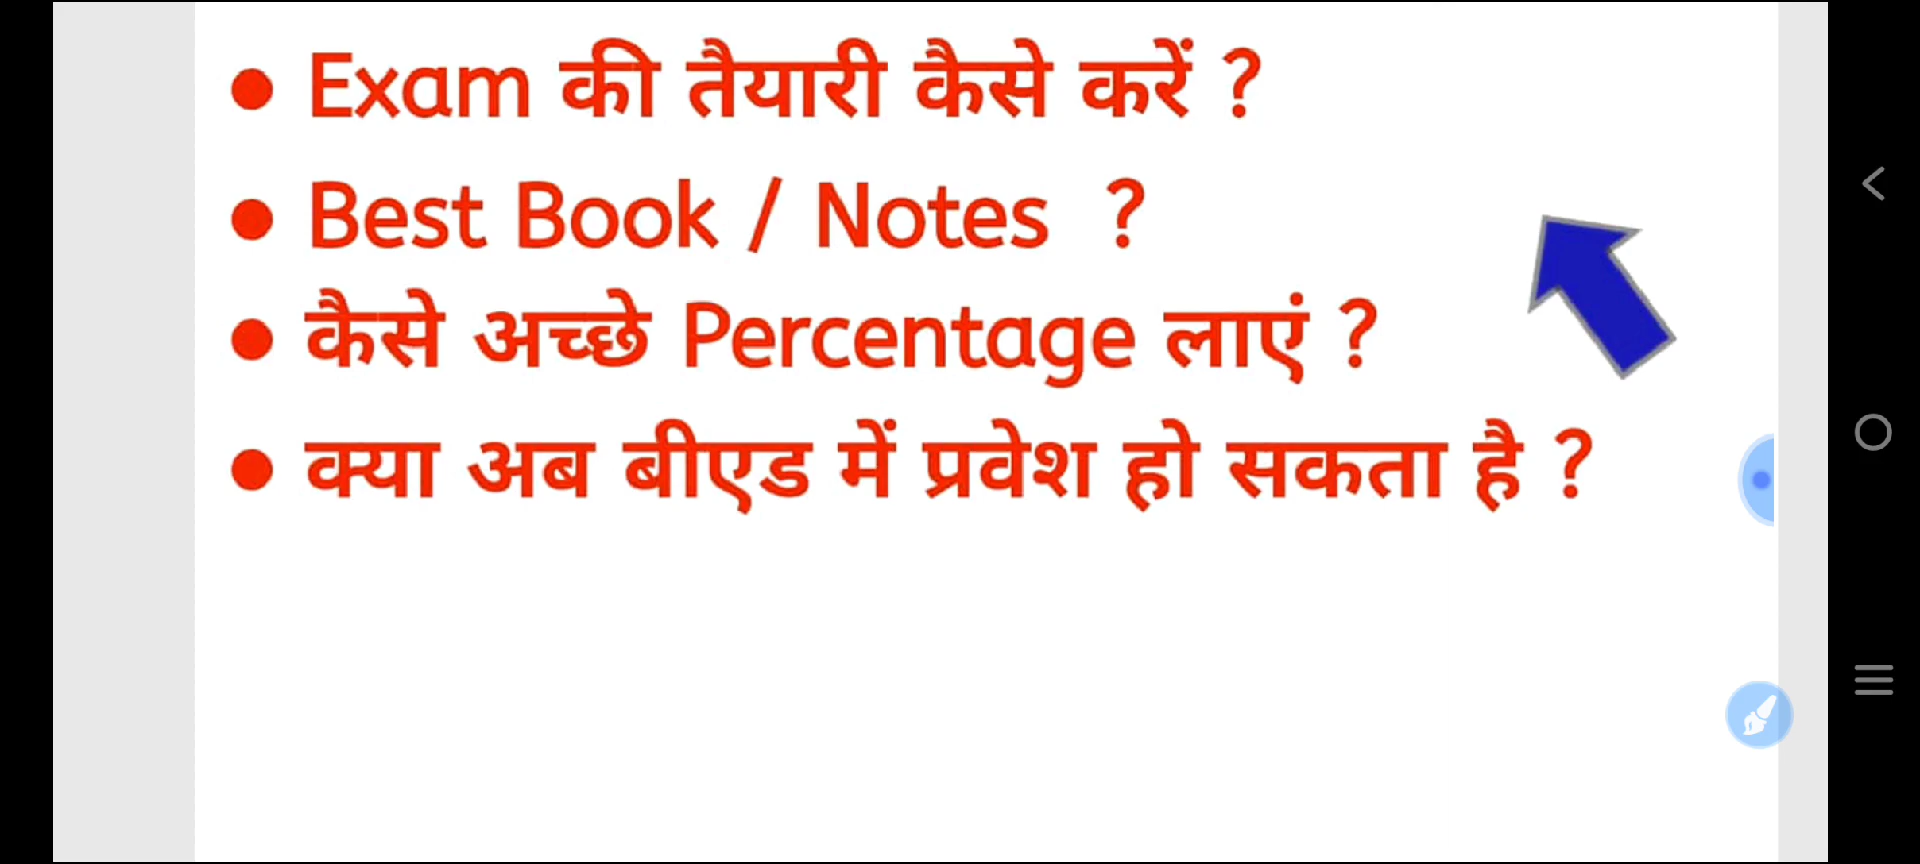 • Exam की तैयारी कैसे करें ?
• Best Book / Notes ?
• कैसे अच्छे Percentage लाएं ?
• क्या अब बीएड में प्रवेश हो सकता है ?